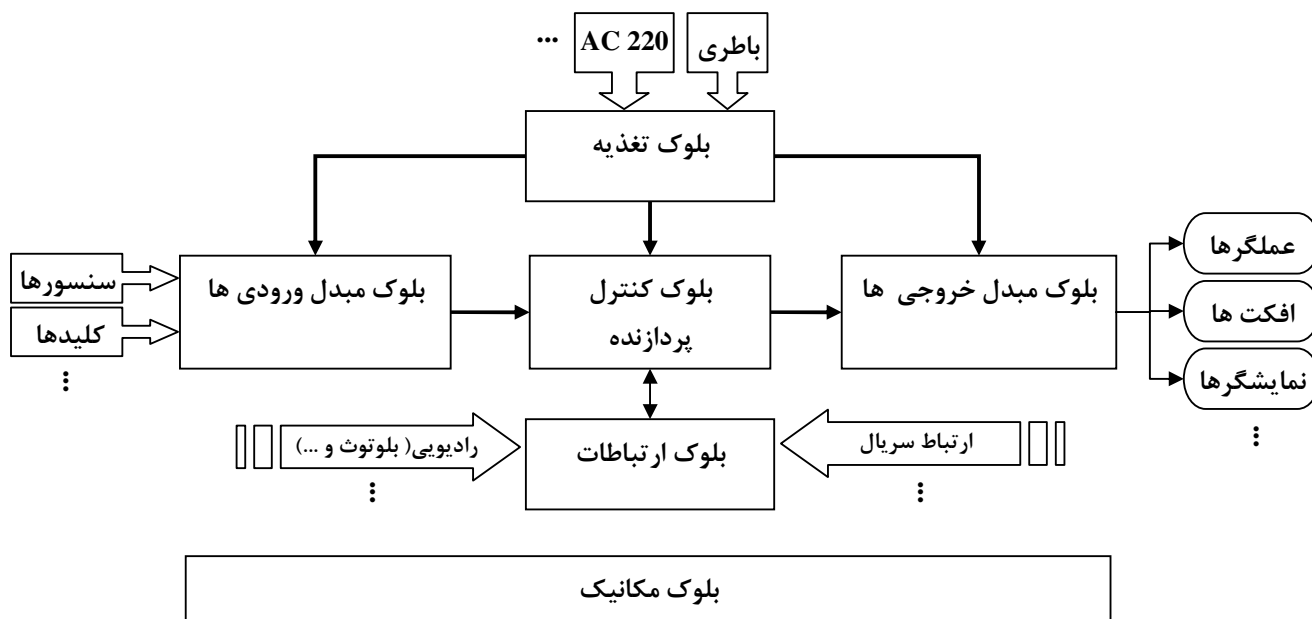 ... AC 220 باطری
بلوک تغذیه
سنسورها
کلیدها
⋮
بلوک مبدل ورودی ها
بلوک کنترل
پردازنده
بلوک مبدل خروجی ها
عملگرها
افکت ها
نمایشگرها
⋮
رادیویی( بلوتوث و ...)
⋮
بلوک ارتباطات
ارتباط سریال
⋮
بلوک مکانیک